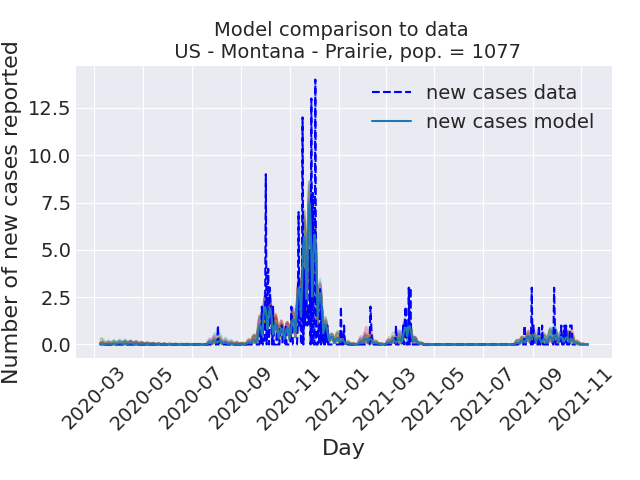 Model comparison to data
US - Montana - Prairie, pop. = 1077
Number of new cases reported
12.5
10.0
7.5
5.0
2.5
0.0
new cases data
new cases model
2020-03
2020-05
2020-07
2020-09
2020-11
2021-01
2021-03
2021-05
2021-07
2021-09
2021-11
Day